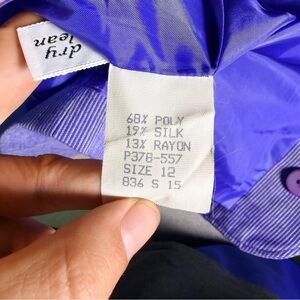 dry
clean
68% POLY
19% SILK
13% RAYON
P378-557
SIZE 12
836 S 15